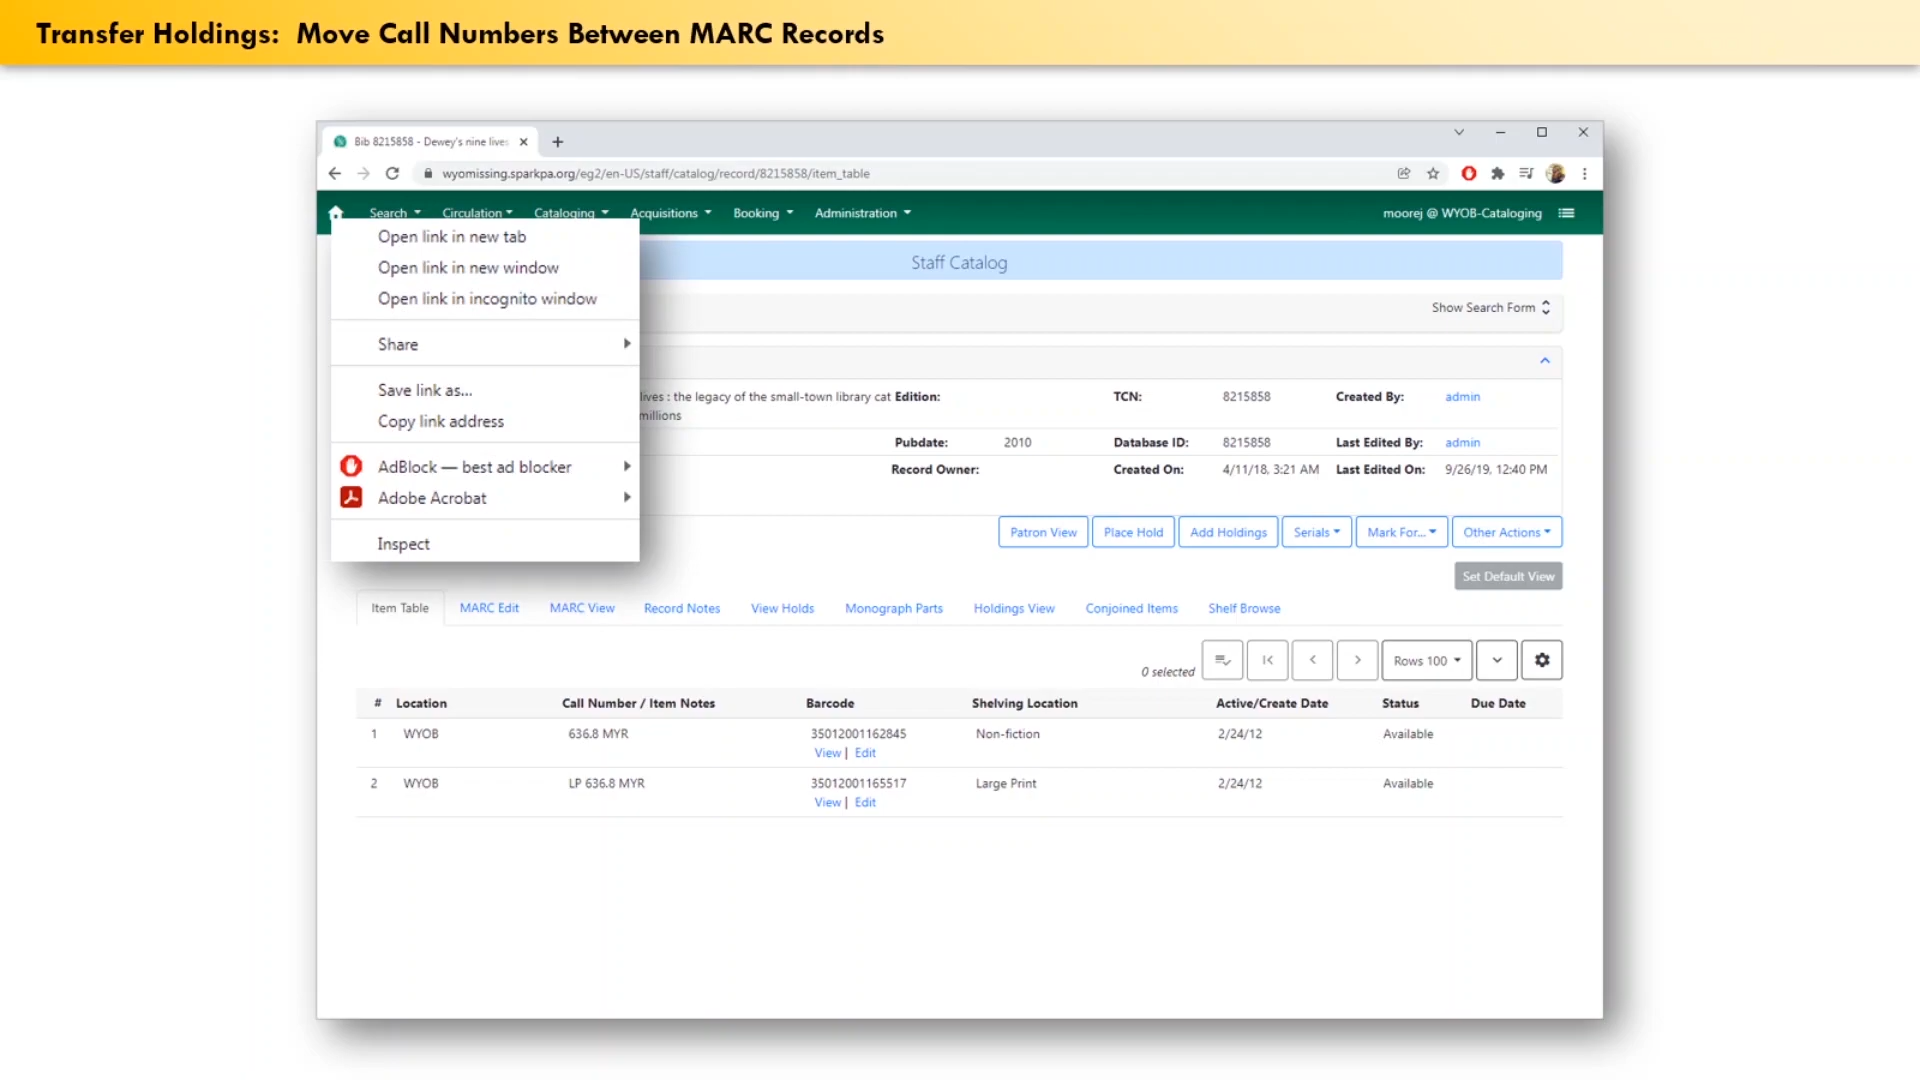 Transfer Holdings: Move Call Numbers Between MARC Records
Bib 8215858 - Dewey's nine lives
wyomissing.sparkpa.org/eg2/en-US/staff/catalog/record/8215858/item_table
Search Circulation Cataloging Acquisitions Booking Administration moorej @ WYOB-Cataloging
Open link in new tab
Open link in new window
Open link in incognito window
Share
Save link as...
Copy link address
AdBlock — best ad blocker
Adobe Acrobat
Inspect
Staff Catalog
Show Search Form
lives : the legacy of the small-town library cat Edition: TCN: 8215858 Created By: admin
millions
Pubdate: 2010 Database ID: 8215858 Last Edited By: admin
Record Owner: Created On: 4/11/18, 3:21 AM Last Edited On: 9/26/19, 12:40 PM
Patron View Place Hold Add Holdings Serials Mark For... Other Actions
Set Default View
Item Table MARC Edit MARC View Record Notes View Holds Monograph Parts Holdings View Conjoined Items Shelf Browse
0 selected Rows 100
# Location Call Number / Item Notes Barcode Shelving Location Active/Create Date Status Due Date
1 WYOB 636.8 MYR 35012001162845 Non-fiction 2/24/12 Available
View | Edit
2 WYOB LP 636.8 MYR 35012001165517 Large Print 2/24/12 Available
View | Edit